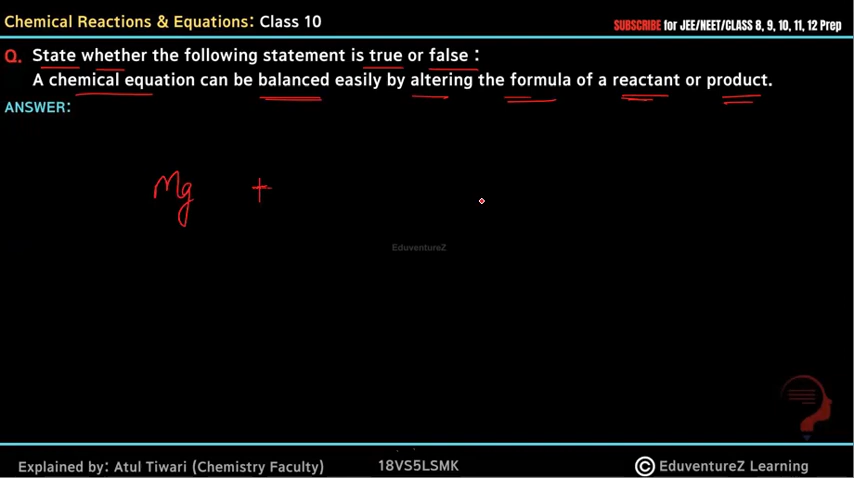 Chemical Reactions & Equations: Class 10
SUBSCRIBE for JEE/NEET/CLASS 8, 9, 10, 11, 12 Prep
Q. State whether the following statement is true or false :
A chemical equation can be balanced easily by altering the formula of a reactant or product.
ANSWER:
Mg +
EduventureZ
Explained by: Atul Tiwari (Chemistry Faculty)
18VS5LSMK
© EduventureZ Learning